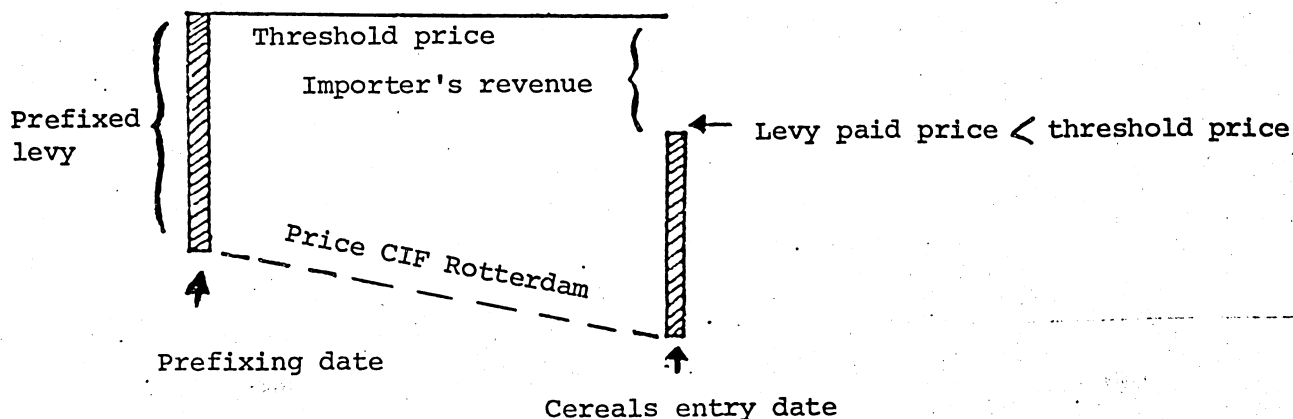 Threshold price
Importer's revenue
Prefixed
levy
Levy paid price < threshold price
Price CIF Rotterdam
Prefixing date
Cereals entry date